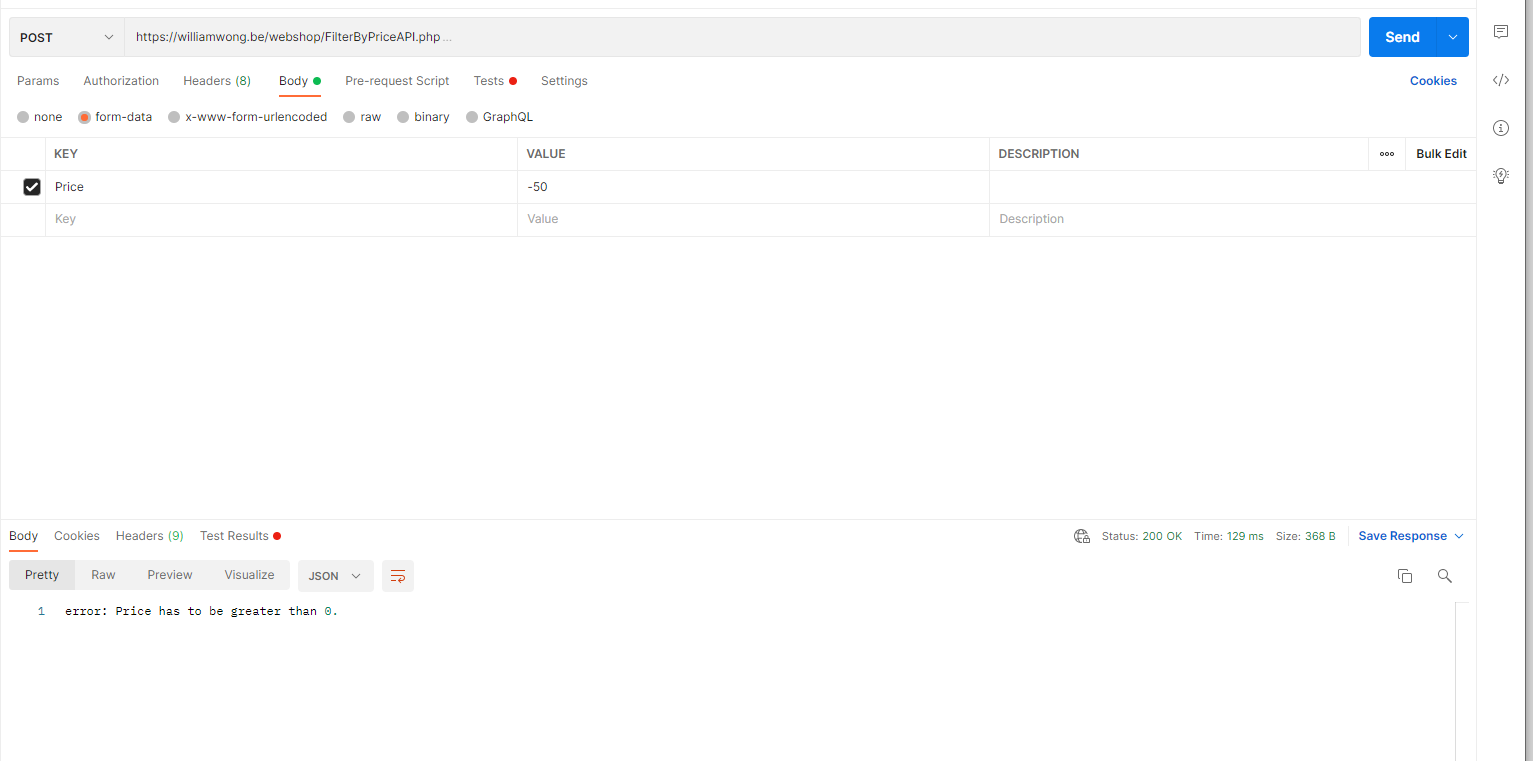 POST https://williamwong.be/webshop/FilterByPriceAPI.php ... Send
Params Authorization Headers (8) Body Pre-request Script Tests Settings Cookies
none form-data x-www-form-urlencoded raw binary GraphQL
KEY VALUE DESCRIPTION ooo Bulk Edit
Price -50
Key Value Description
Body Cookies Headers (9) Test Results Status: 200 OK Time: 129 ms Size: 368 B Save Response
Pretty Raw Preview Visualize JSON
1 error: Price has to be greater than 0.